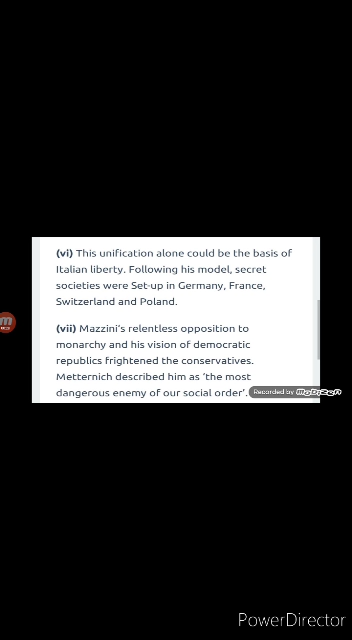 (vi) This unification alone could be the basis of
Italian liberty. Following his model, secret
societies were Set-up in Germany, France,
Switzerland and Poland.
(vii) Mazzini's relentless opposition to
monarchy and his vision of democratic
republics frightened the conservatives.
Metternich described him as 'the most
dangerous enemy of our social order'.
Recorded by
PowerDirector